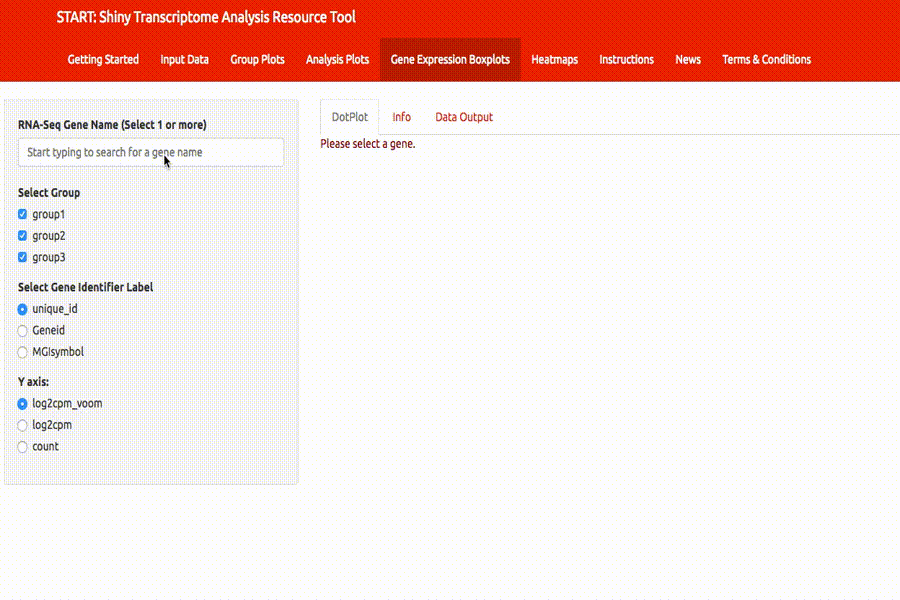 START: Shiny Transcriptome Analysis Resource Tool
Getting Started Input Data Group Plots Analysis Plots Gene Expression Boxplots Heatmaps Instructions News Terms & Conditions
RNA-Seq Gene Name (Select 1 or more)
Start typing to search for a gene name
Select Group
group1
group2
group3
Select Gene Identifier Label
unique_id
Geneid
MGIsymbol
Y axis:
log2cpm_voom
log2cpm
count
DotPlot Info Data Output
Please select a gene.